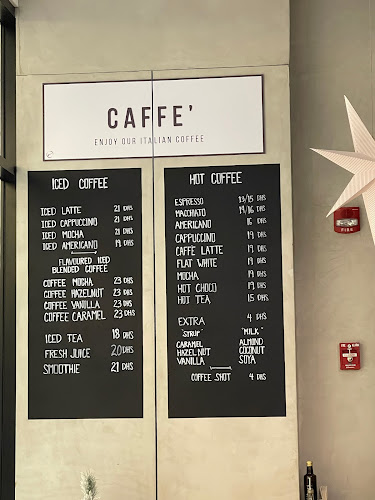 CAFFE'
ENJOY OUR ITALIAN COFFEE
ICED COFFEE
ICED LATTE 21 DHS
ICED CAPPUCCINO 21 DHS
ICED MOCHA 21 DHS
ICED AMERICANO 19 DHS
FLAVOURED ICED
BLENDED COFFEE
COFFEE MOCHA 23 DHS
COFFEE HAZELNUT 23 DHS
COFFEE VANILLA 23 DHS
COFFEE CARAMEL 23 DHS
ICED TEA 18 DHS
FRESH JUICE 20 DHS
SMOOTHIE 21 DHS
HOT COFFEE
ESPRESSO 13/15 DHS
MACCHIATO 14/16 DHS
AMERICANO 16 DHS
CAPPUCCINO 19 DHS
CAFFE LATTE 19 DHS
FLAT WHITE 19 DHS
MOCHA 19 DHS
HOT CHOCO 19 DHS
HOT TEA 15 DHS
EXTRA 4 DHS
"SYRUP" "MILK"
CARAMEL ALMOND
HAZELNUT COCONUT
VANILLA SOYA
COFFEE SHOT 4 DHS
FIRE